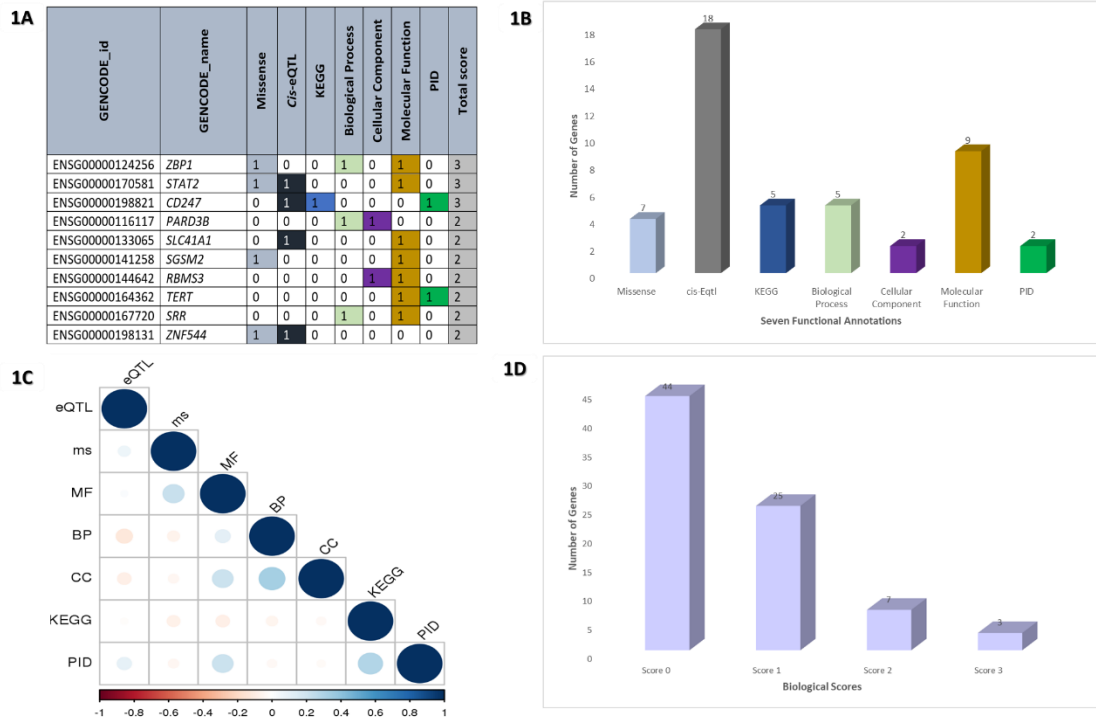 1A
GENCODE_id GENCODE_name Missense Cis-eQTL KEGG Biological Process Cellular Component Molecular Function PID Total score
ENSG00000124256 ZBP1 1 0 0 1 0 1 0 3
ENSG00000170581 STAT2 1 1 0 0 0 1 0 3
ENSG00000198821 CD247 0 1 1 0 0 0 1 3
ENSG00000116117 PARD3B 0 0 0 1 1 0 0 2
ENSG00000133065 SLC41A1 0 1 0 0 0 1 0 2
ENSG00000141258 SGSM2 1 0 0 0 0 1 0 2
ENSG00000144642 RBMS3 0 0 0 0 1 1 0 2
ENSG00000164362 TERT 0 0 0 0 0 1 1 2
ENSG00000167720 SRR 0 0 0 1 0 1 0 2
ENSG00000198131 ZNF544 1 1 0 0 0 0 0 2
1B
Number of Genes
18
16
14
12
10
8
6
4
2
0
7 18 5 5 2 9 2
Missense cis-Eqtl KEGG Biological Process Cellular Component Molecular Function PID
Seven Functional Annotations
1C
eQTL ms MF BP CC KEGG PID
eQTL
ms
MF
BP
CC
KEGG
PID
-1 -0.8 -0.6 -0.4 -0.2 0 0.2 0.4 0.6 0.8 1
1D
Number of Genes
45
40
35
30
25
20
15
10
5
0
44 25 7 3
Score 0 Score 1 Score 2 Score 3
Biological Scores